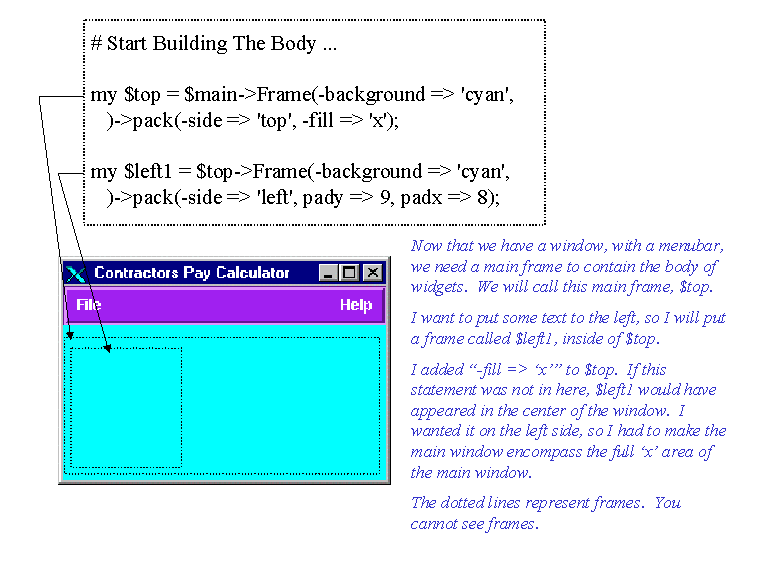 # Start Building The Body ...
my $top = $main->Frame(-background => 'cyan',
)->pack(-side => 'top', -fill => 'x');
my $left1 = $top->Frame(-background => 'cyan',
)->pack(-side => 'left', pady => 9, padx => 8);
Contractors Pay Calculator
File Help
Now that we have a window, with a menubar,
we need a main frame to contain the body of
widgets.  We will call this main frame, $top.
I want to put some text to the left, so I will put
a frame called $left1, inside of $top.
I added “-fill => ‘x’” to $top.  If this
statement was not in here, $left1 would have
appeared in the center of the window.  I
wanted it on the left side, so I had to make the
main window encompass the full ‘x’ area of
the main window.
The dotted lines represent frames.  You
cannot see frames.